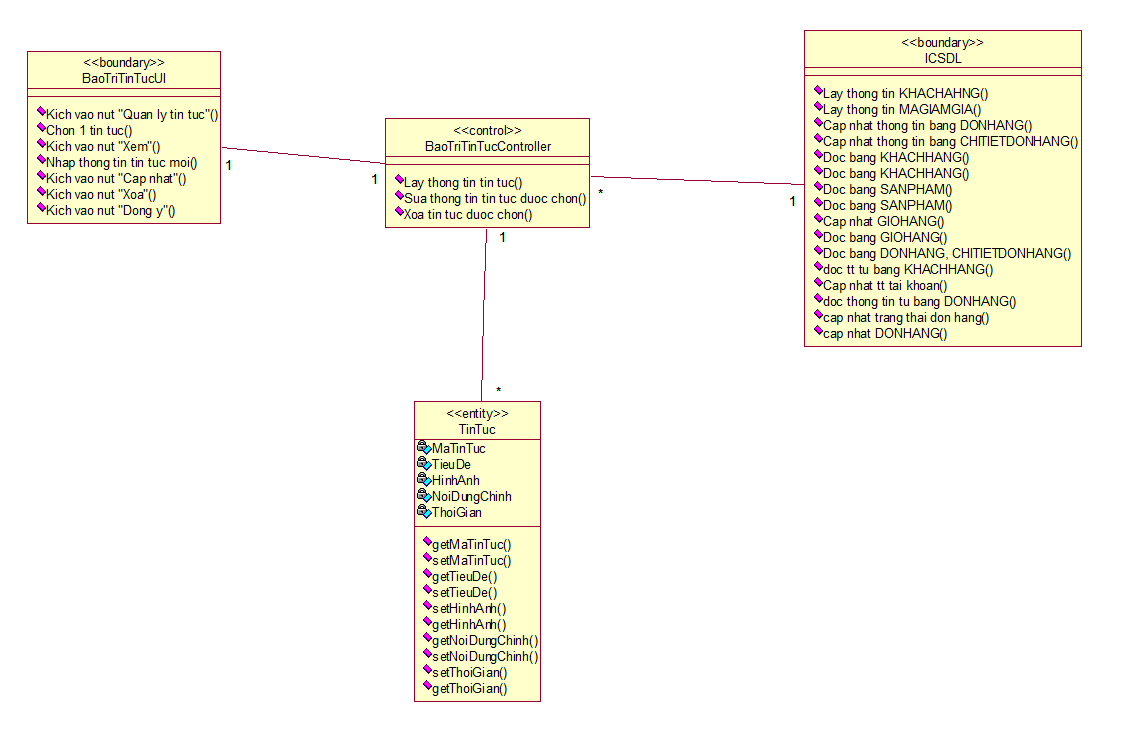 <<boundary>>
BaoTriTinTucUI
Kich vao nut "Quan ly tin tuc"()
Chon 1 tin tuc()
Kich vao nut "Xem"()
Nhap thong tin tin tuc moi()
Kich vao nut "Cap nhat"()
Kich vao nut "Xoa"()
Kich vao nut "Dong y"()
1
1
<<control>>
BaoTriTinTucController
Lay thong tin tin tuc()
Sua thong tin tin tuc duoc chon()
Xoa tin tuc duoc chon()
*
1
1
*
<<boundary>>
ICSDL
Lay thong tin KHACHAHNG()
Lay thong tin MAGIAMGIA()
Cap nhat thong tin bang DONHANG()
Cap nhat thong tin bang CHITIETDONHANG()
Doc bang KHACHHANG()
Doc bang KHACHHANG()
Doc bang SANPHAM()
Doc bang SANPHAM()
Cap nhat GIOHANG()
Doc bang GIOHANG()
Doc bang DONHANG, CHITIETDONHANG()
doc tt tu bang KHACHHANG()
Cap nhat tt tai khoan()
doc thong tin tu bang DONHANG()
cap nhat trang thai don hang()
cap nhat DONHANG()
<<entity>>
TinTuc
MaTinTuc
TieuDe
HinhAnh
NoiDungChinh
ThoiGian
getMaTinTuc()
setMaTinTuc()
getTieuDe()
setTieuDe()
setHinhAnh()
getHinhAnh()
getNoiDungChinh()
setNoiDungChinh()
setThoiGian()
getThoiGian()